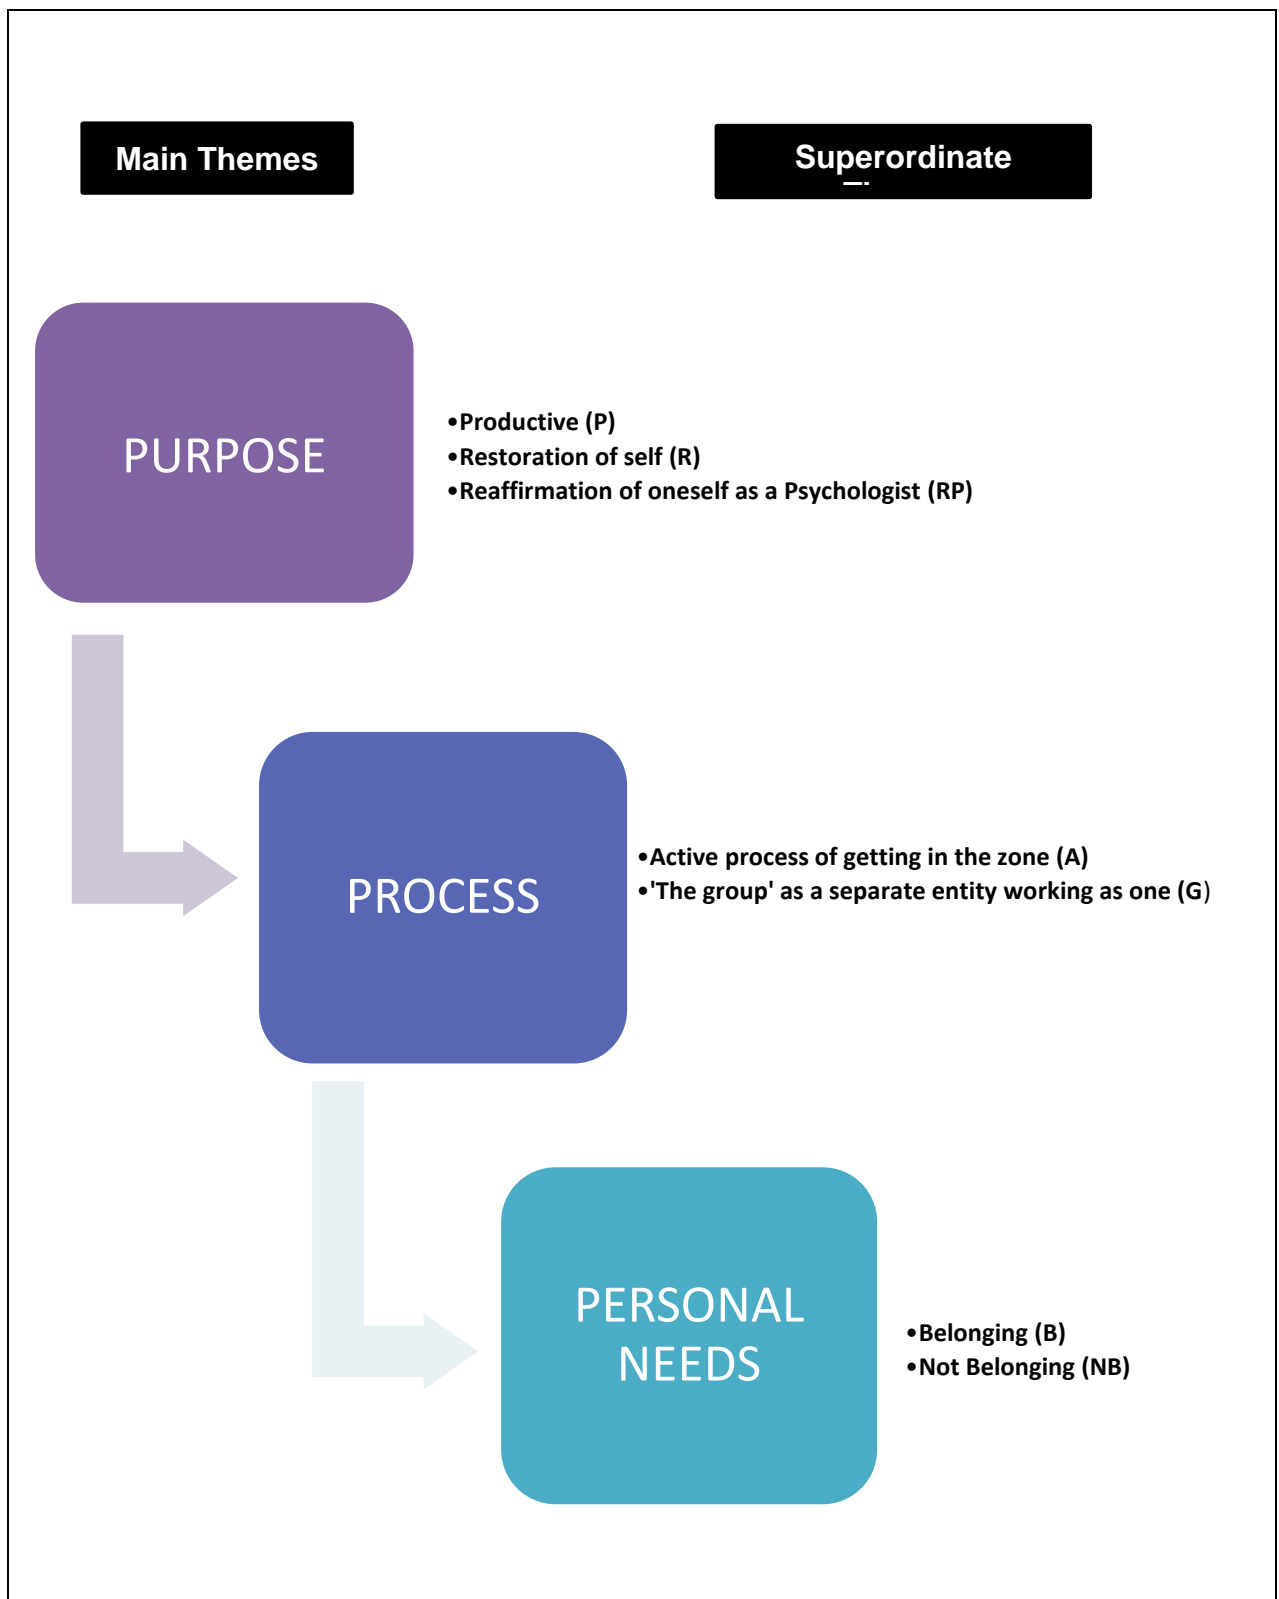 Main Themes
Superordinate
PURPOSE
•Productive (P)
•Restoration of self (R)
•Reaffirmation of oneself as a Psychologist (RP)
PROCESS
•Active process of getting in the zone (A)
•'The group' as a separate entity working as one (G)
PERSONAL
NEEDS
•Belonging (B)
•Not Belonging (NB)